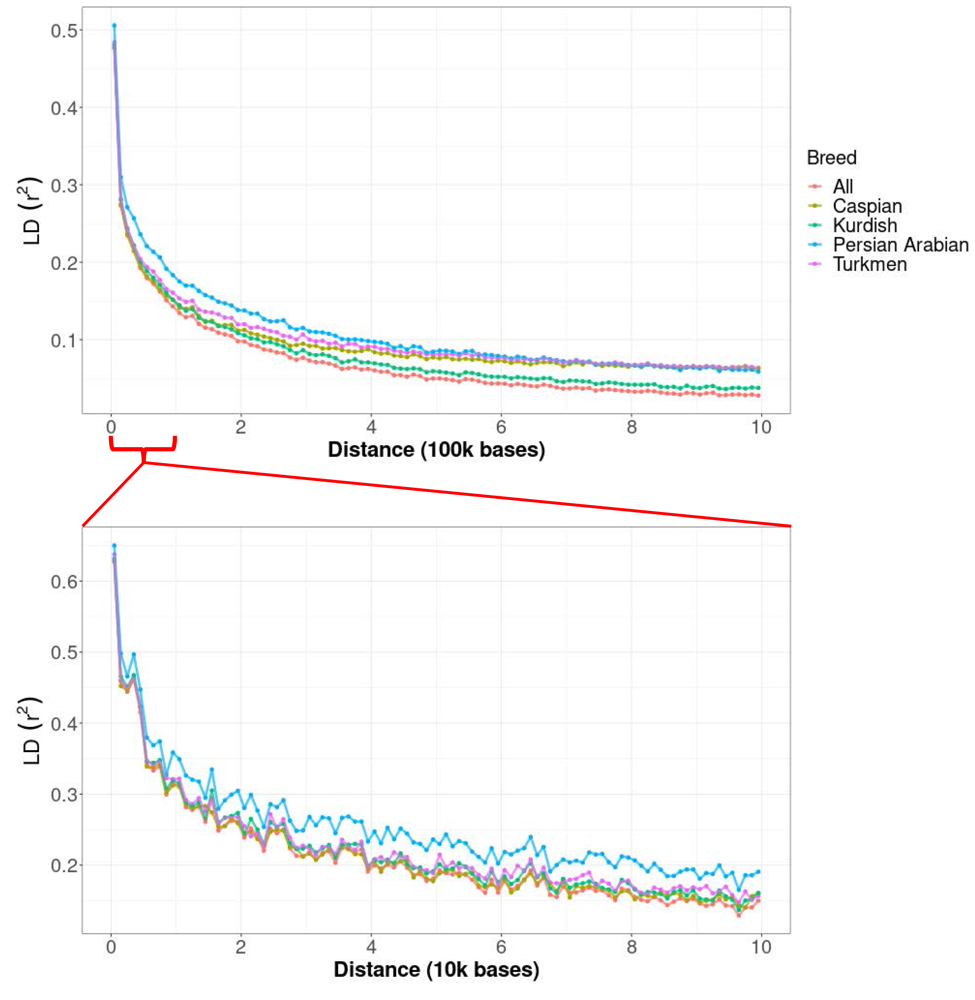 0.5
0.4
0.3
0.2
0.1
LD (r²)
0 2 4 6 8 10
Distance (100k bases)
Breed
All
Caspian
Kurdish
Persian Arabian
Turkmen
0.6
0.5
0.4
0.3
0.2
LD (r²)
0 2 4 6 8 10
Distance (10k bases)